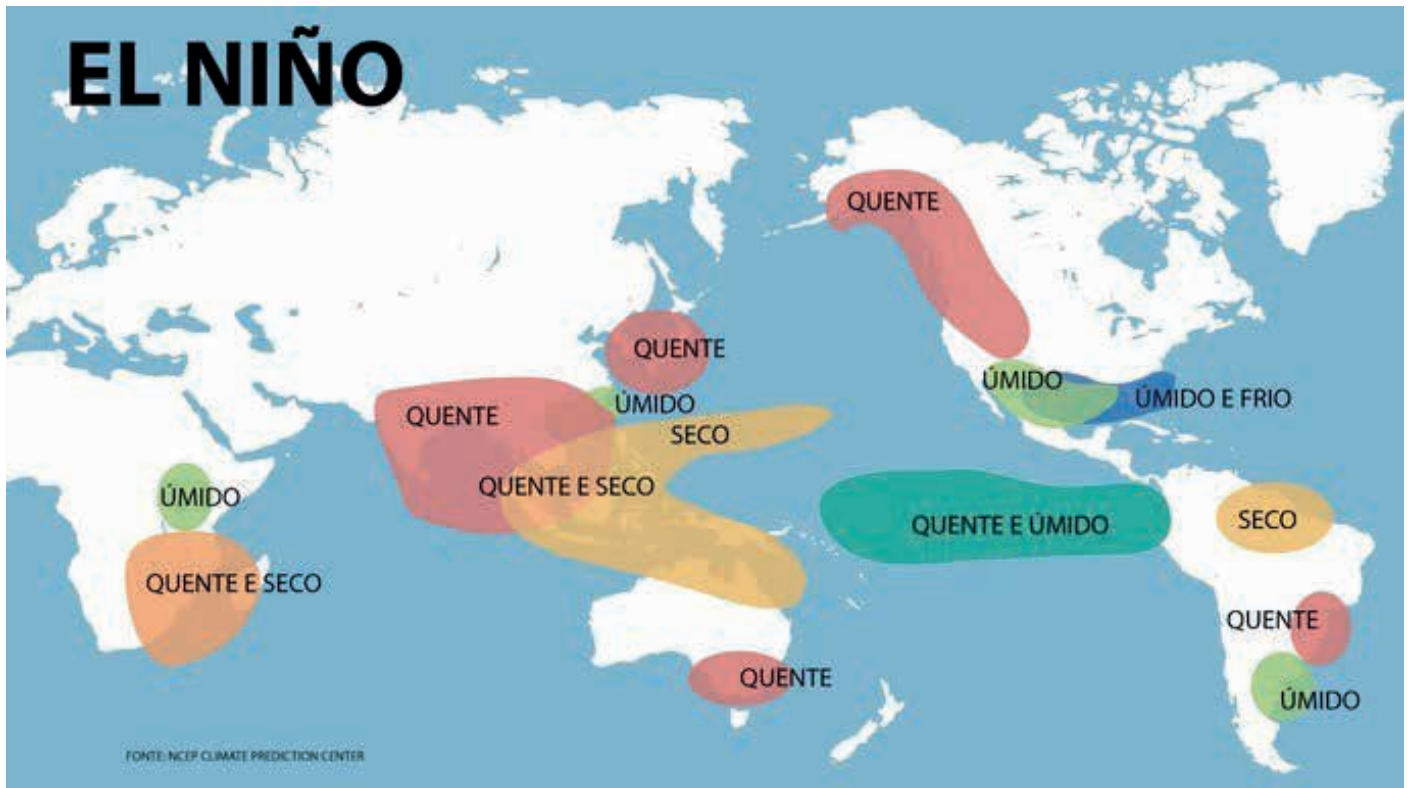 EL NIÑO
QUENTE
QUENTE
QUENTE
ÚMIDO
ÚMIDO
ÚMIDO E FRIO
SECO
QUENTE E SECO
ÚMIDO
QUENTE E ÚMIDO
SECO
QUENTE E SECO
QUENTE
QUENTE
ÚMIDO
FONTE: NCEP CLIMATE PREDICTION CENTER